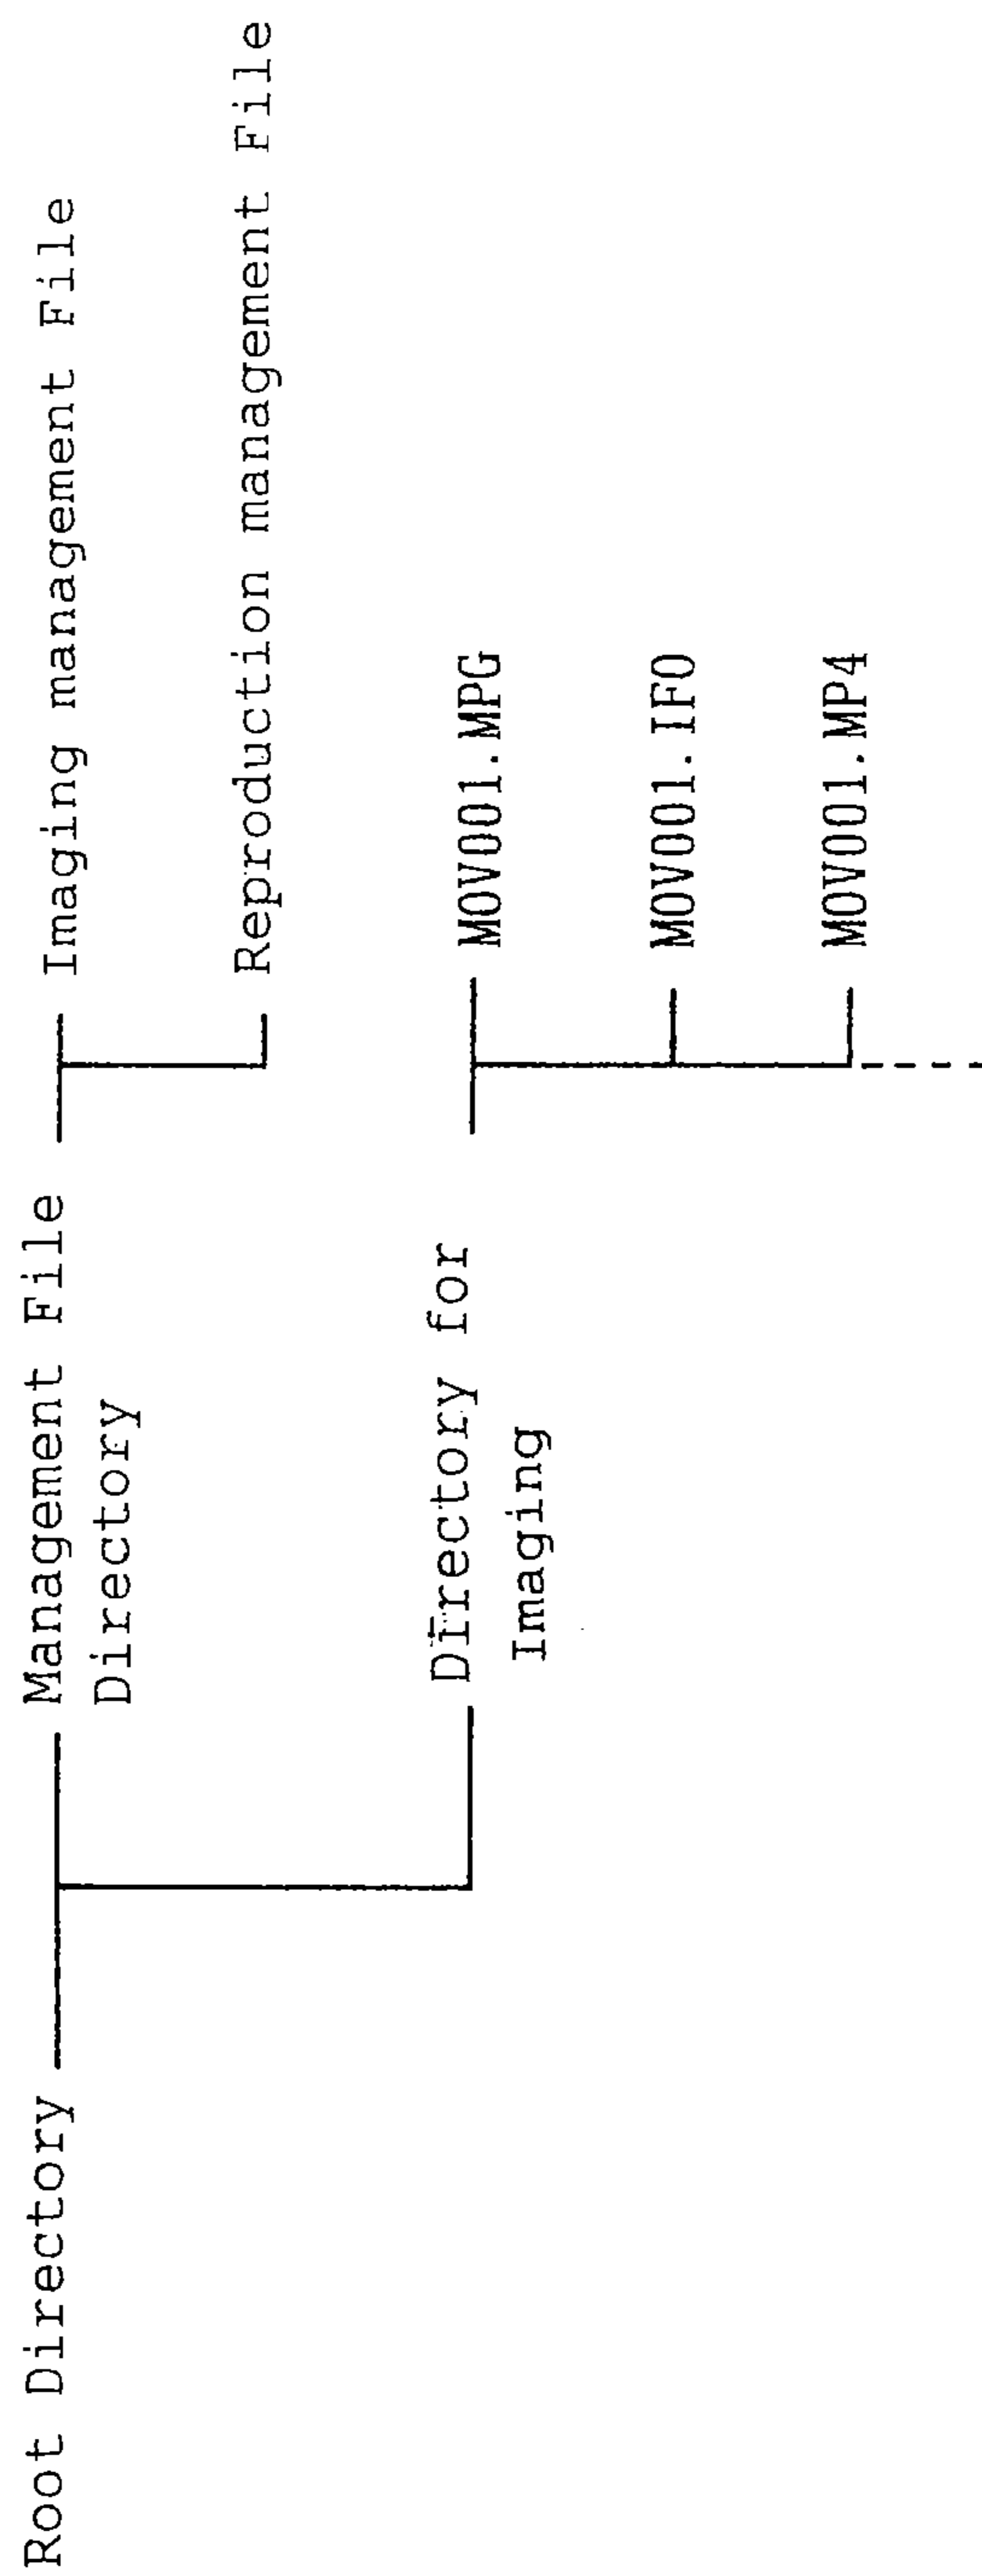 Root Directory
Management File
Directory
Imaging management File
Reproduction management File
Directory for
Imaging
MOV001.MPG
MOV001.IFO
MOV001.MP4